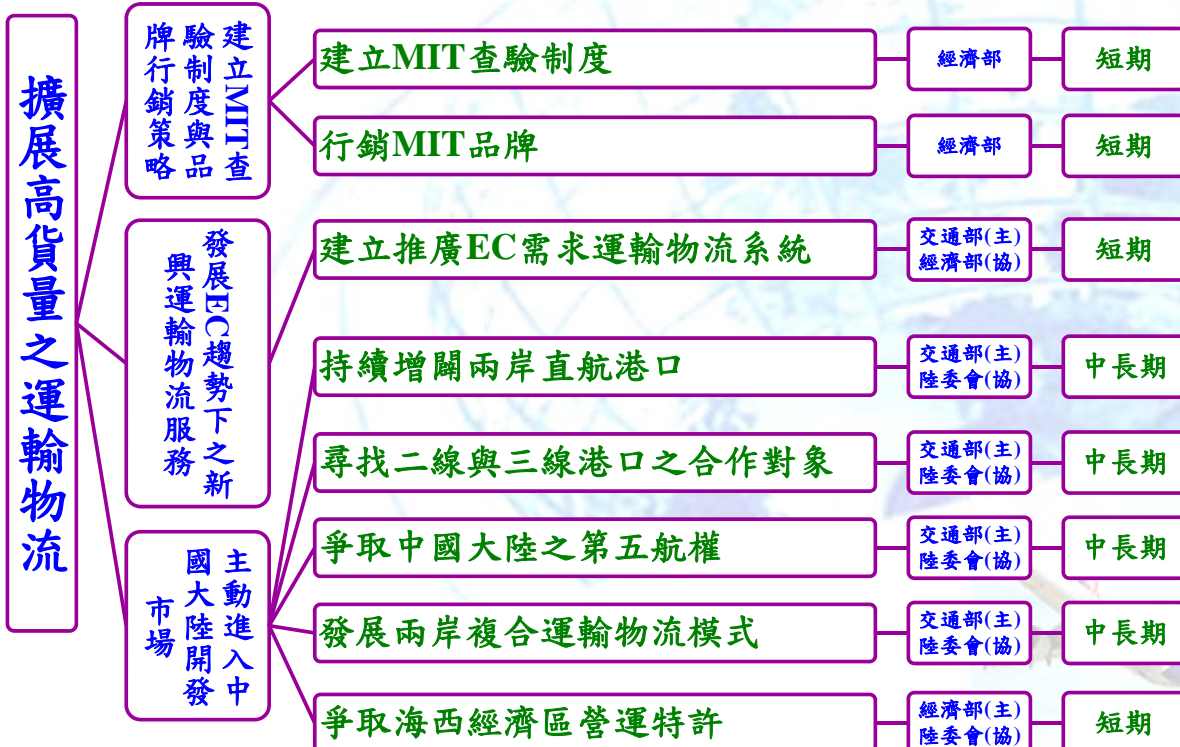 擴展高貨量之運輸物流
建立MIT查
驗制度與品
牌行銷策略
建立MIT查驗制度
經濟部
短期
行銷MIT品牌
經濟部
短期
發展EC趨勢下之新
興運輸物流服務
建立推廣EC需求運輸物流系統
交通部(主)
經濟部(協)
短期
主動進入中
國大陸開發
市場
持續增闢兩岸直航港口
交通部(主)
陸委會(協)
中長期
尋找二線與三線港口之合作對象
交通部(主)
陸委會(協)
中長期
爭取中國大陸之第五航權
交通部(主)
陸委會(協)
中長期
發展兩岸複合運輸物流模式
交通部(主)
陸委會(協)
中長期
爭取海西經濟區營運特許
經濟部(主)
陸委會(協)
短期